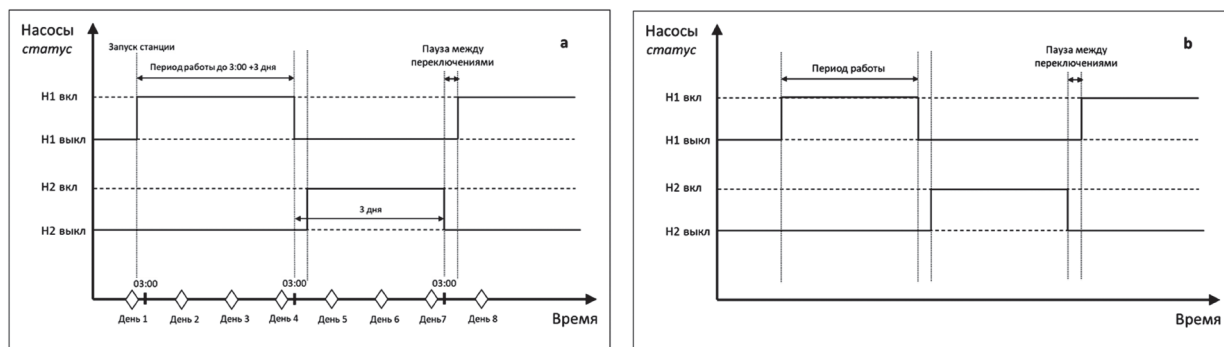 Насосы
статус
a
Запуск станции
Период работы до 3:00 +3 дня
Пауза между
переключениями
Н1 вкл
Н1 выкл
Н2 вкл
3 дня
Н2 выкл
03:00
03:00
03:00
День 1
День 2
День 3
День 4
День 5
День 6
День7
День 8
Время
Насосы
статус
b
Пауза между
переключениями
Период работы
Н1 вкл
Н1 выкл
Н2 вкл
Н2 выкл
Время